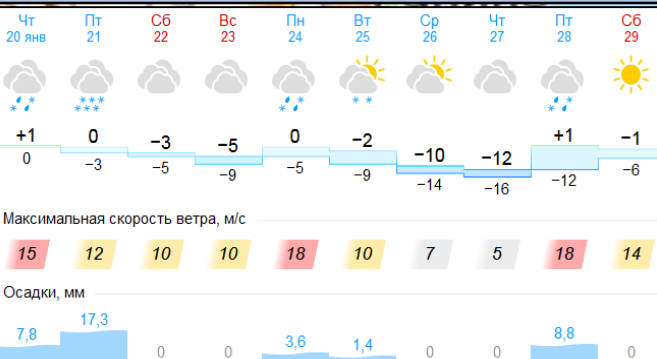 Чт Пт Сб Вс Пн Вт Ср Чт Пт Сб
20 янв 21 22 23 24 25 26 27 28 29
+1 0 −3 −5 0 −2 −10 −12 +1 −1
0 −3 −5 −9 −5 −9 −14 −16 −12 −6
Максимальная скорость ветра, м/с
15 12 10 10 18 10 7 5 18 14
Осадки, мм
7,8 17,3 0 0 3,6 1,4 0 0 8,8 0